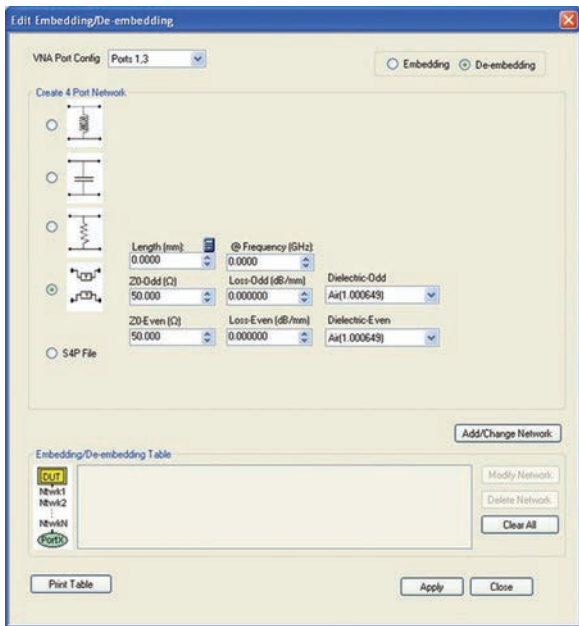 Edit Embedding/De-embedding
VNA Port Config Ports 1,3
Embedding De-embedding
Create 4 Port Network
Length (mm): @ Frequency (GHz):
0.0000 0.0000
Z0-Odd (Ω) Loss-Odd (dB/mm) Dielectric-Odd
50.000 0.000000 Air(1.000649)
Z0-Even (Ω) Loss-Even (dB/mm) Dielectric-Even
50.000 0.000000 Air(1.000649)
S4P File
Add/Change Network
Embedding/De-embedding Table
DUT
Ntwk1
Ntwk2
NtwkN
PortX
Modify Network
Delete Network
Clear All
Print Table
Apply Close